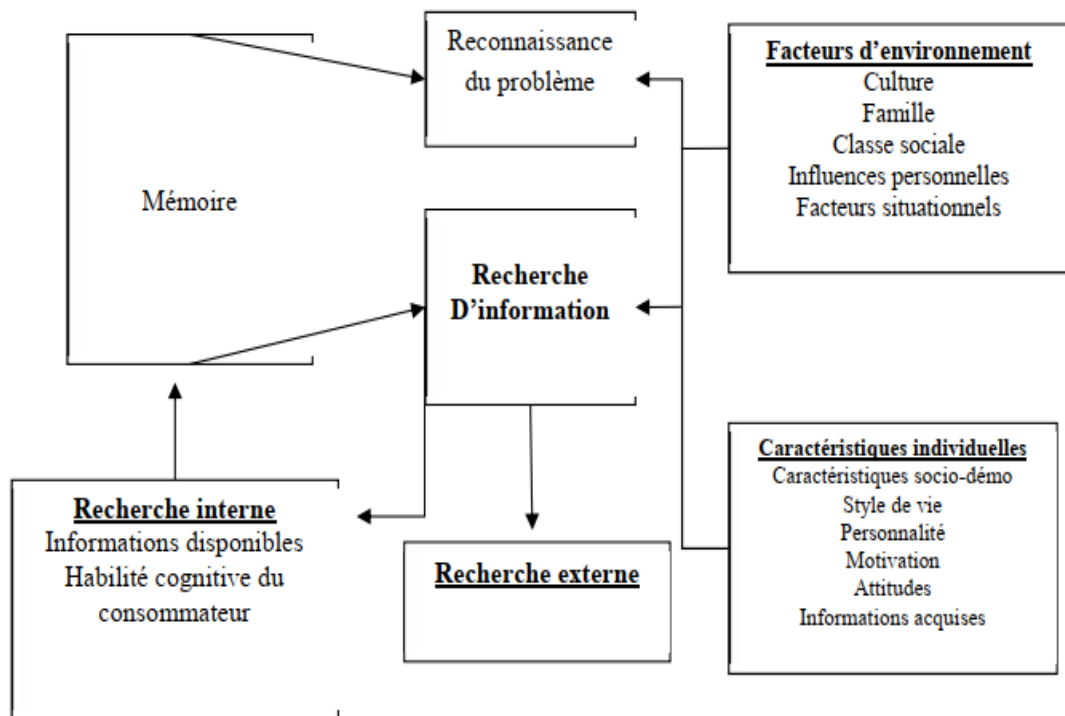 Reconnaissance
du problème
Facteurs d'environnement
Culture
Famille
Classe sociale
Influences personnelles
Facteurs situationnels
Mémoire
Recherche
D'information
Caractéristiques individuelles
Caractéristiques socio-démo
Style de vie
Personnalité
Motivation
Attitudes
Informations acquises
Recherche interne
Informations disponibles
Habilité cognitive du
consommateur
Recherche externe